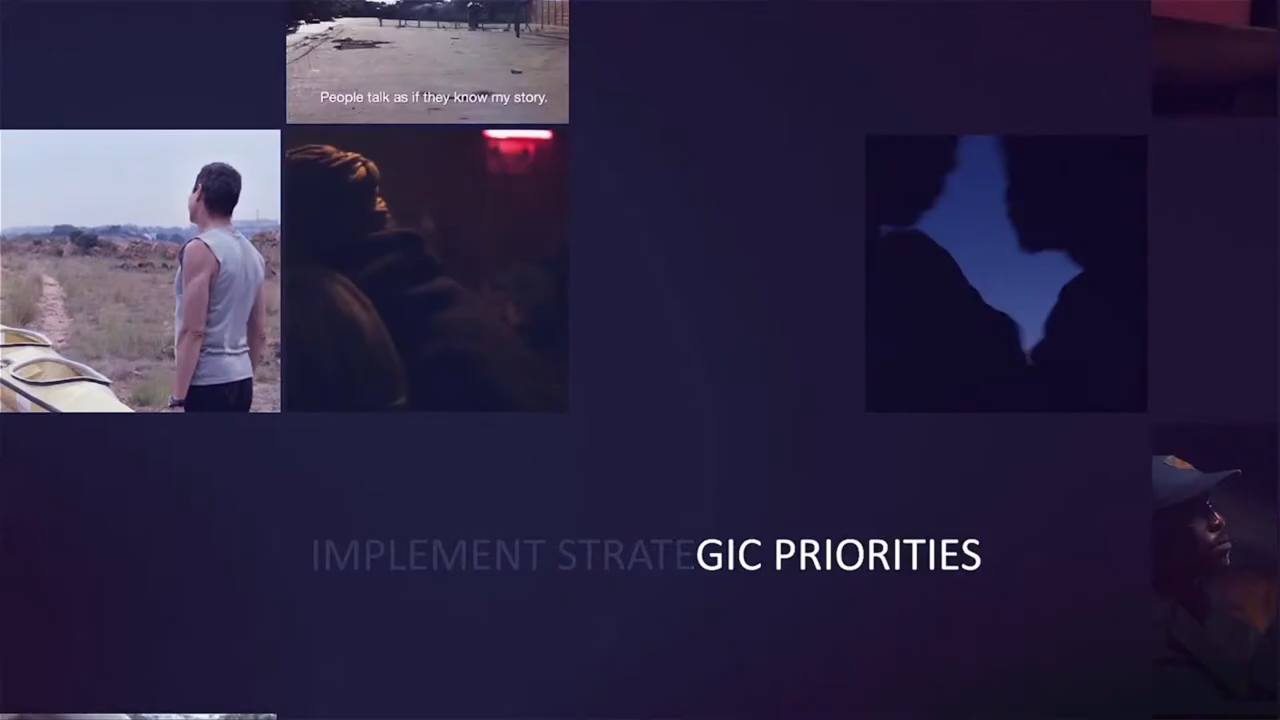 People talk as if they know my story.
IMPLEMENT STRATEGIC PRIORITIES